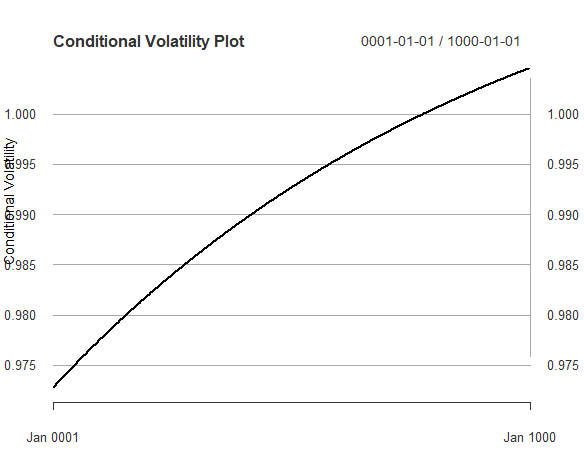 Conditional Volatility Plot 0001-01-01 / 1000-01-01
Conditional Volatility
1.000 1.000
0.995 0.995
0.990 0.990
0.985 0.985
0.980 0.980
0.975 0.975
Jan 0001 Jan 1000